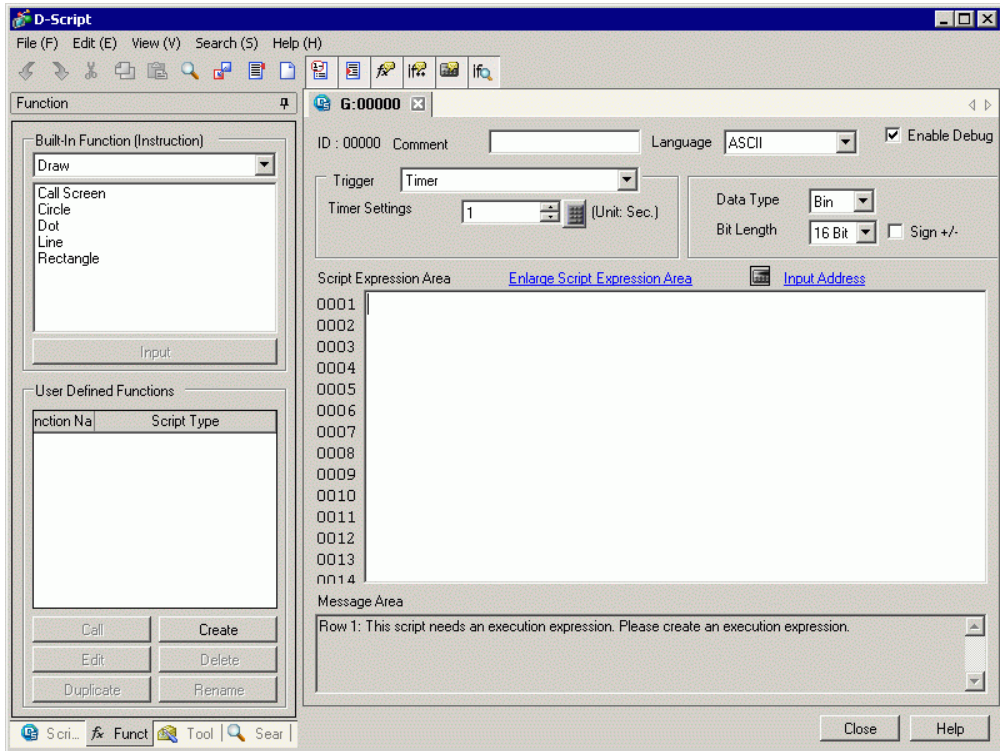 D-Script
File (F) Edit (E) View (V) Search (S) Help (H)
Function
G:00000
Built-In Function (Instruction)
Draw
Call Screen
Circle
Dot
Line
Rectangle
Input
User Defined Functions
nction Na Script Type
Call Create
Edit Delete
Duplicate Rename
Scri... fx Funct Tool Sear
ID : 00000 Comment Language ASCII Enable Debug
Trigger Timer
Timer Settings 1 (Unit: Sec.)
Data Type Bin
Bit Length 16 Bit Sign +/-
Script Expression Area Enlarge Script Expression Area Input Address
0001
0002
0003
0004
0005
0006
0007
0008
0009
0010
0011
0012
0013
0014
Message Area
Row 1: This script needs an execution expression. Please create an execution expression.
Close Help